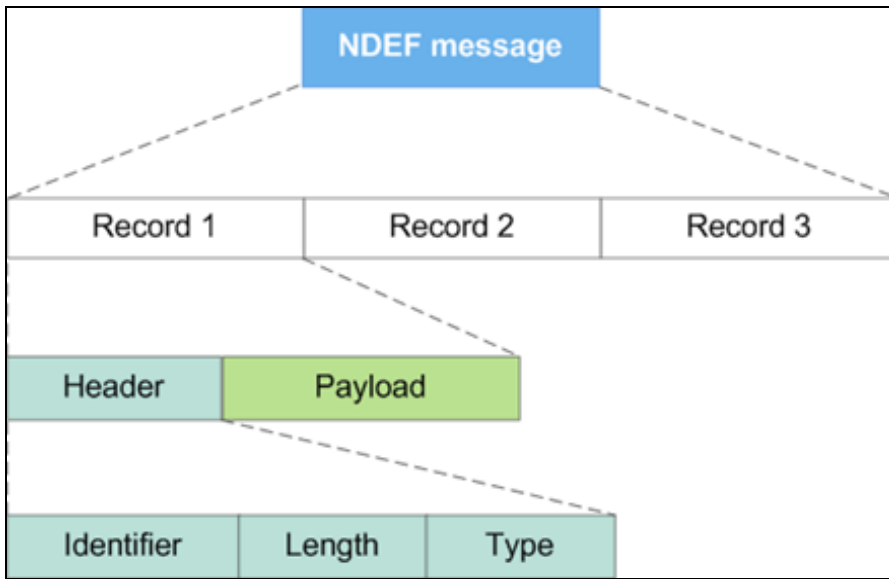 NDEF message
Record 1 Record 2 Record 3
Header Payload
Identifier Length Type